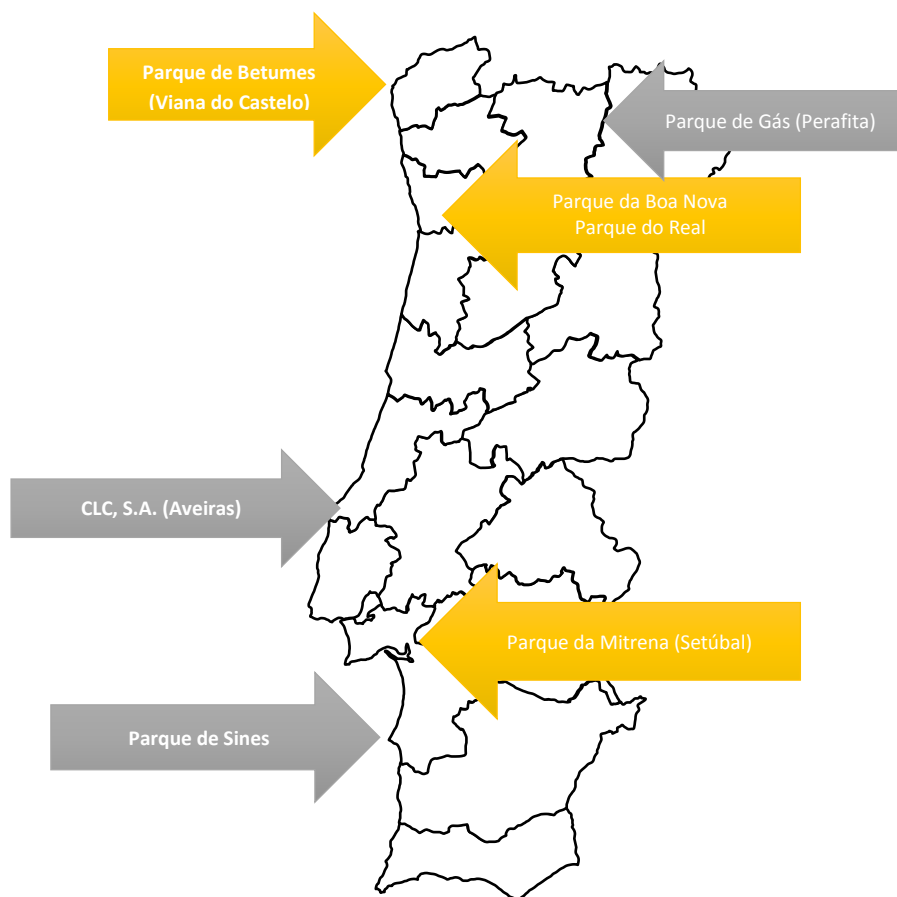 Parque de Betumes
(Viana do Castelo)
Parque de Gás (Perafita)
Parque da Boa Nova
Parque do Real
CLC, S.A. (Aveiras)
Parque da Mitrena (Setúbal)
Parque de Sines